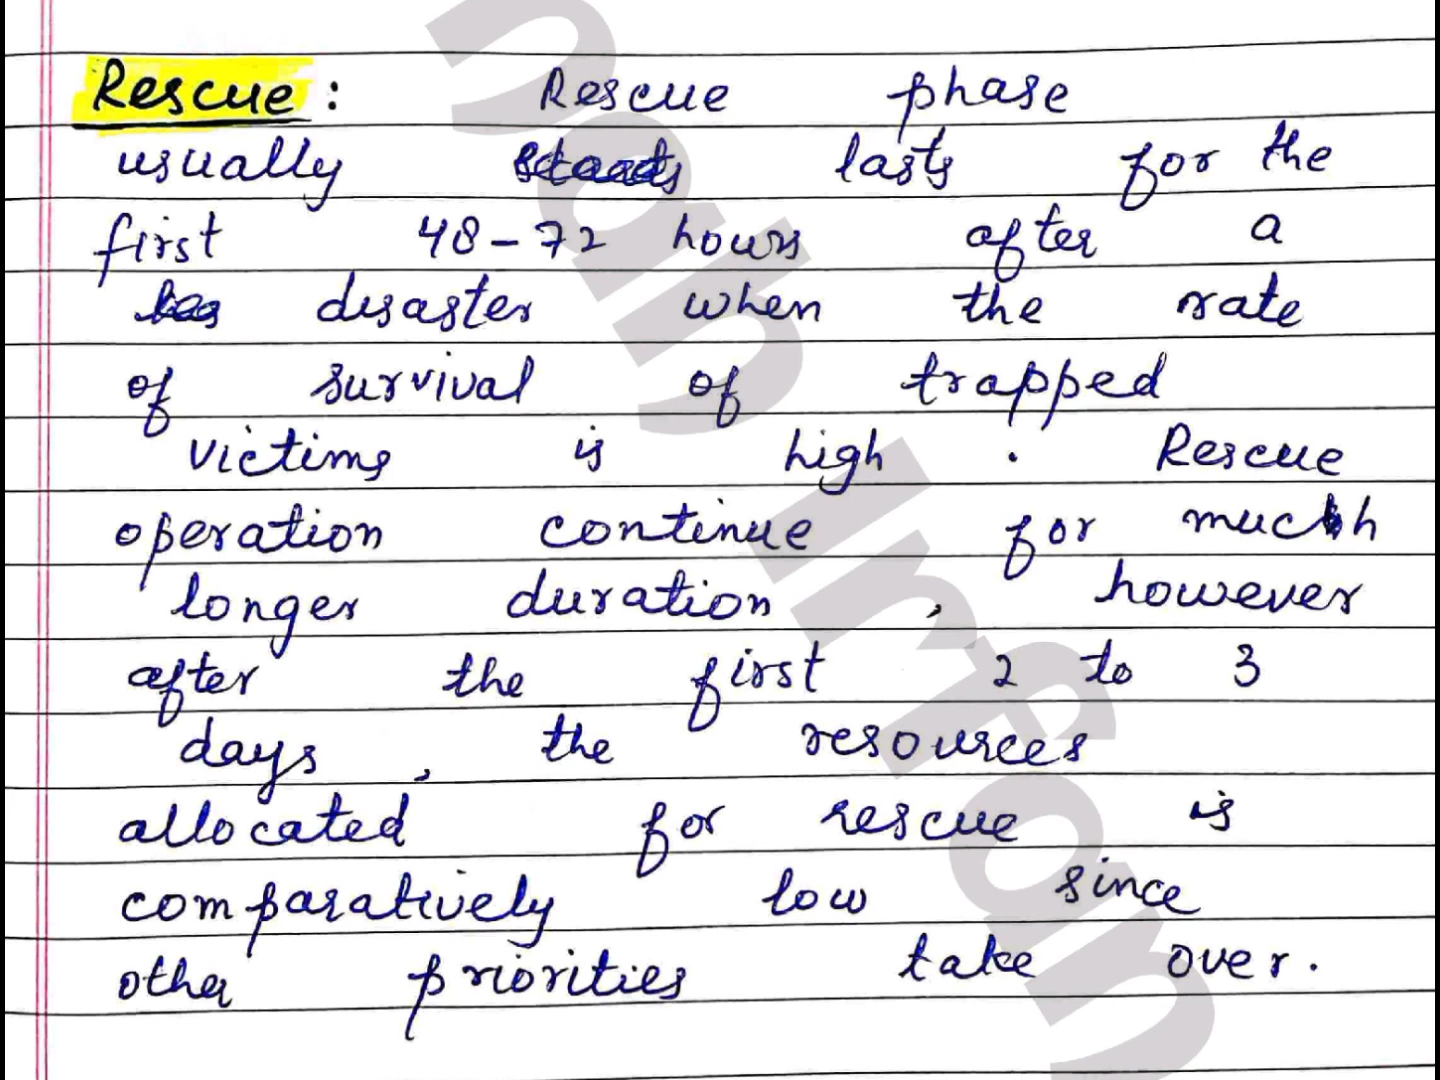 Rescue : Rescue phase
usually lasts for the
first 48-72 hours after a
disaster when the rate
of survival of trapped
victims is high . Rescue
operation continue for much
longer duration , however
after the first 2 to 3
days , the resources
allocated for rescue is
comparatively low since
other priorities take over.